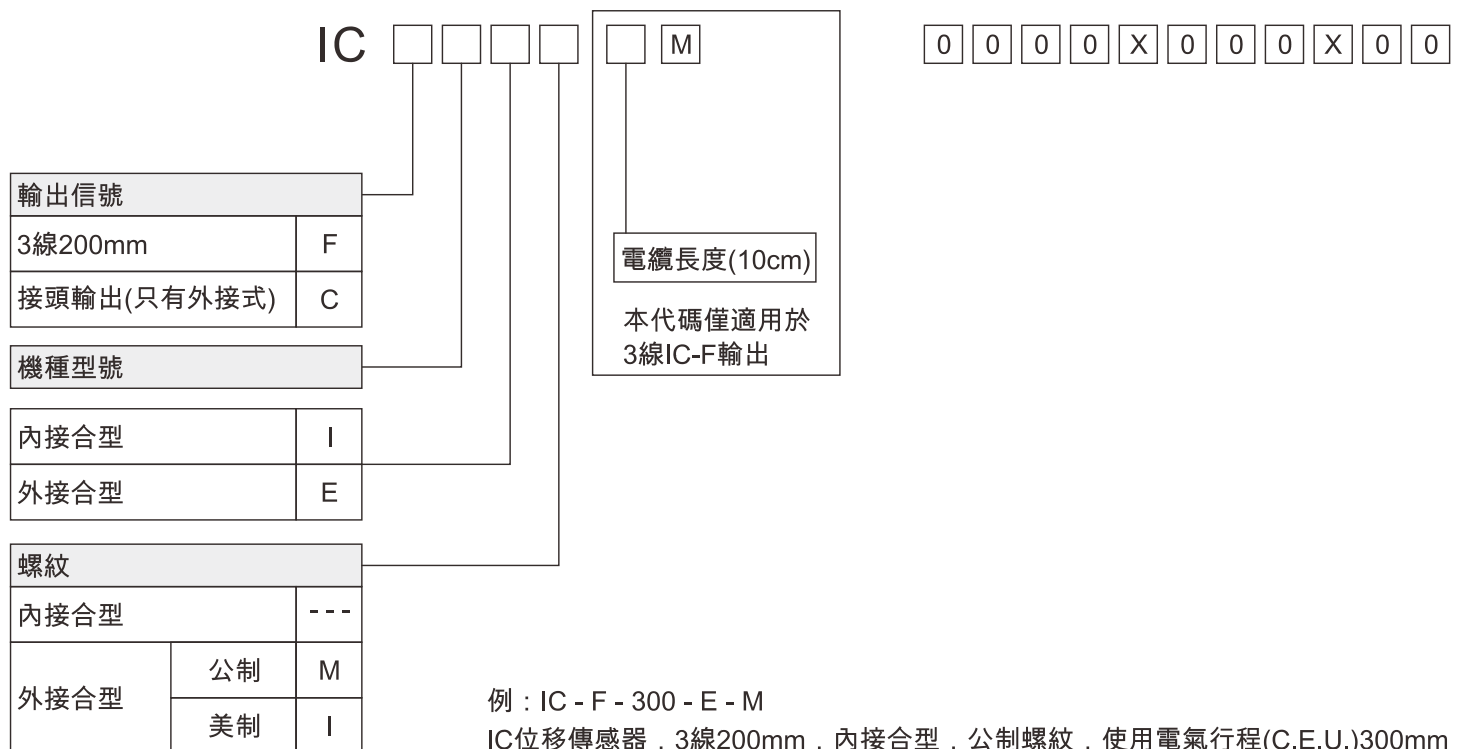 IC M 0 0 0 0 X 0 0 0 X 0 0
輸出信號
3線200mm F
接頭輸出(只有外接式) C
電纜長度(10cm)
本代碼僅適用於
3線IC-F輸出
機種型號
內接合型 I
外接合型 E
螺紋
內接合型 ---
外接合型 公制 M
美制 I
例：IC - F - 300 - E - M
IC位移傳感器，3線200mm，內接合型，公制螺紋，使用電氣行程(C.E.U.)300mm